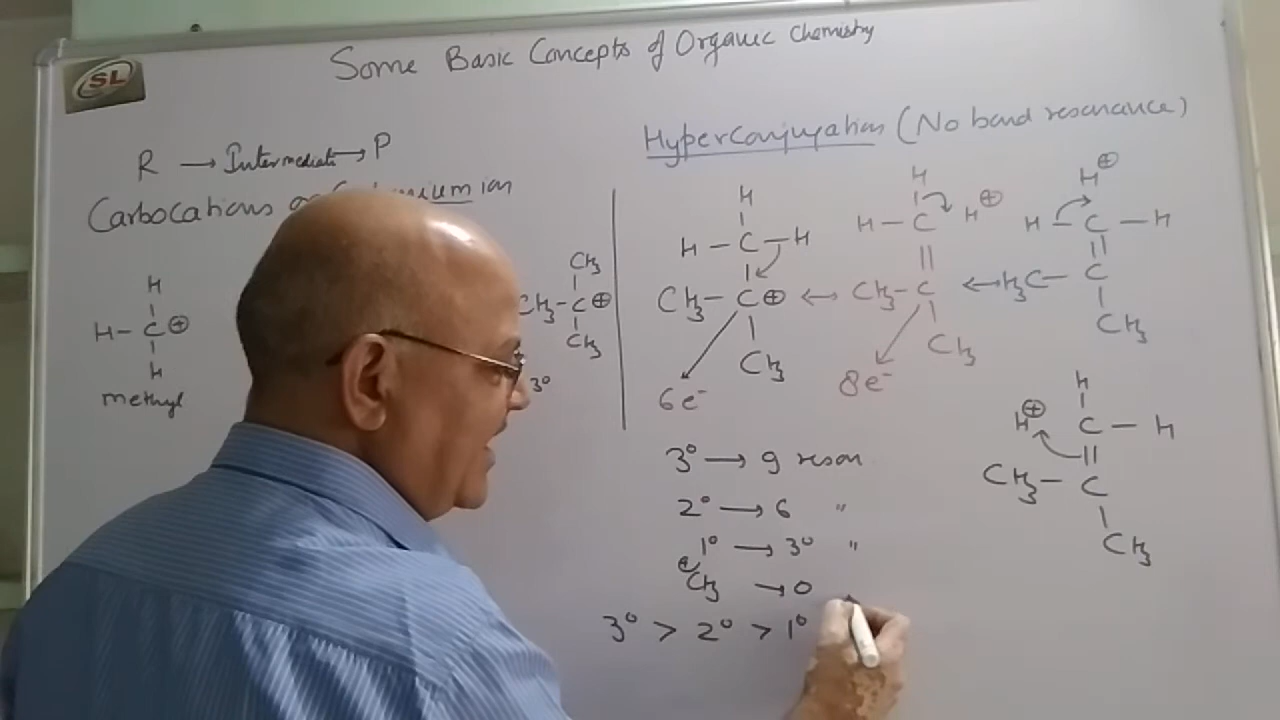 Some Basic Concepts of Organic Chemistry
SL
R → Intermediate → P
Carbocations ion
H
H – C ⊕
H
methyl
CH3
CH3 – C ⊕
CH3
3°
Hyperconjugation (No bond resonance)
H
H – C – H
CH3 – C ⊕ ↔
CH3
6e⁻
H
H – C H ⊕
CH3 – C ↔
CH3
8e⁻
H ⊕
H – C – H
H3C – C
CH3
H
H ⊕ C – H
CH3 – C
CH3
3° → 9 reson
2° → 6 "
1° → 3° "
⊕
CH3 → 0
3° > 2° > 1°